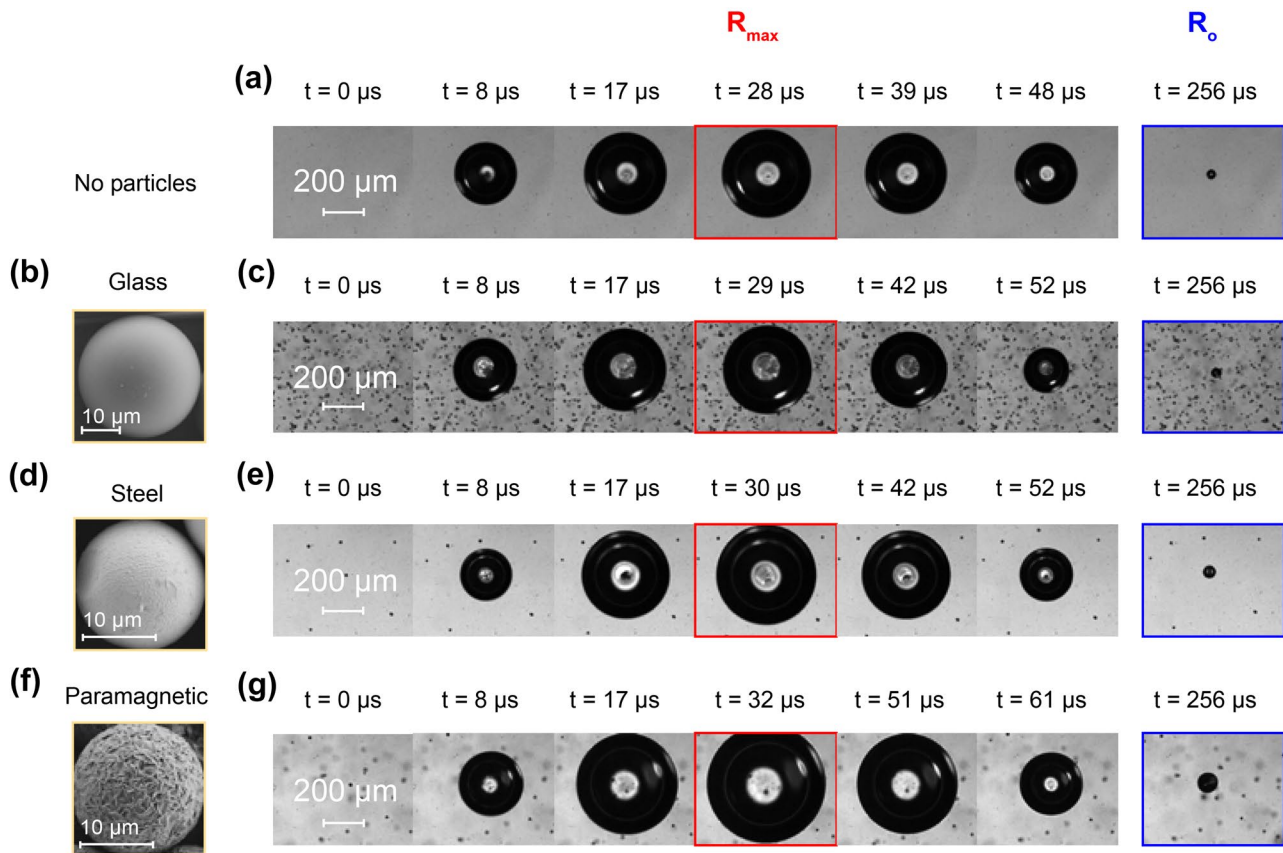 R_max R_o
(a) t = 0 µs t = 8 µs t = 17 µs t = 28 µs t = 39 µs t = 48 µs t = 256 µs
No particles 200 µm
(b) Glass (c) t = 0 µs t = 8 µs t = 17 µs t = 29 µs t = 42 µs t = 52 µs t = 256 µs
10 µm 200 µm
(d) Steel (e) t = 0 µs t = 8 µs t = 17 µs t = 30 µs t = 42 µs t = 52 µs t = 256 µs
10 µm 200 µm
(f) Paramagnetic (g) t = 0 µs t = 8 µs t = 17 µs t = 32 µs t = 51 µs t = 61 µs t = 256 µs
10 µm 200 µm